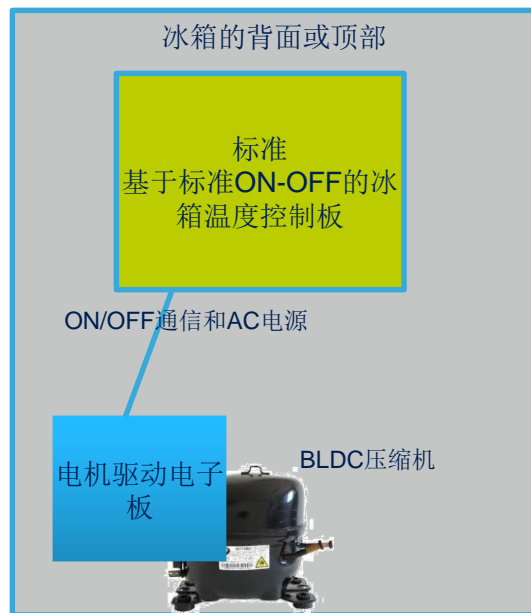 冰箱的背面或顶部
标准
基于标准ON-OFF的冰
箱温度控制板
ON/OFF通信和AC电源
电机驱动电子
板
BLDC压缩机